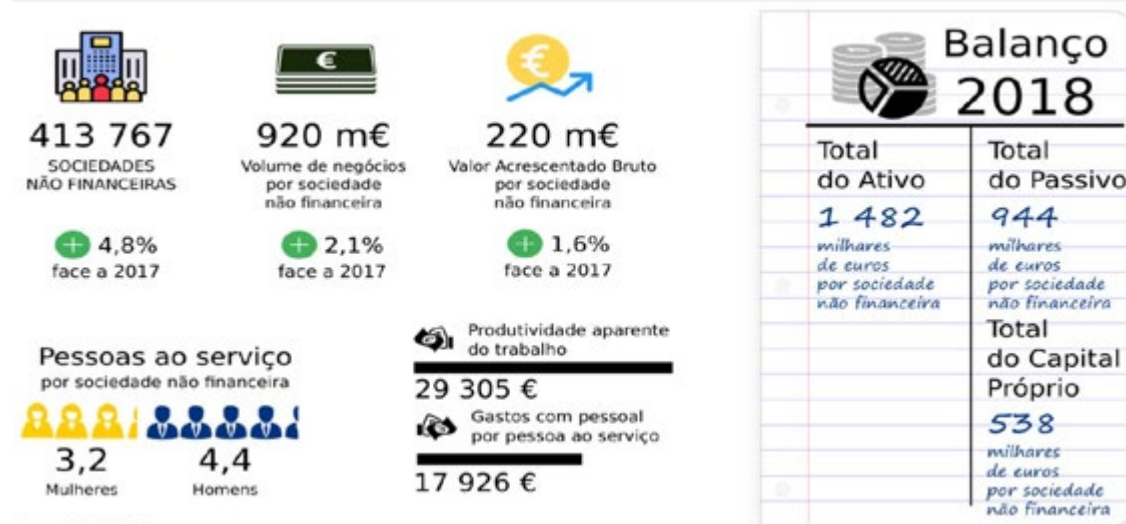 413 767
SOCIEDADES
NÃO FINANCEIRAS
4,8%
face a 2017
920 m€
Volume de negócios
por sociedade
não financeira
2,1%
face a 2017
220 m€
Valor Acrescentado Bruto
por sociedade
não financeira
1,6%
face a 2017
Pessoas ao serviço
por sociedade não financeira
3,2
Mulheres
4,4
Homens
Produtividade aparente
do trabalho
29 305 €
Gastos com pessoal
por pessoa ao serviço
17 926 €
Balanço
2018
Total
do Ativo
1 482
milhares
de euros
por sociedade
não financeira
Total
do Passivo
944
milhares
de euros
por sociedade
não financeira
Total
do Capital
Próprio
538
milhares
de euros
por sociedade
não financeira